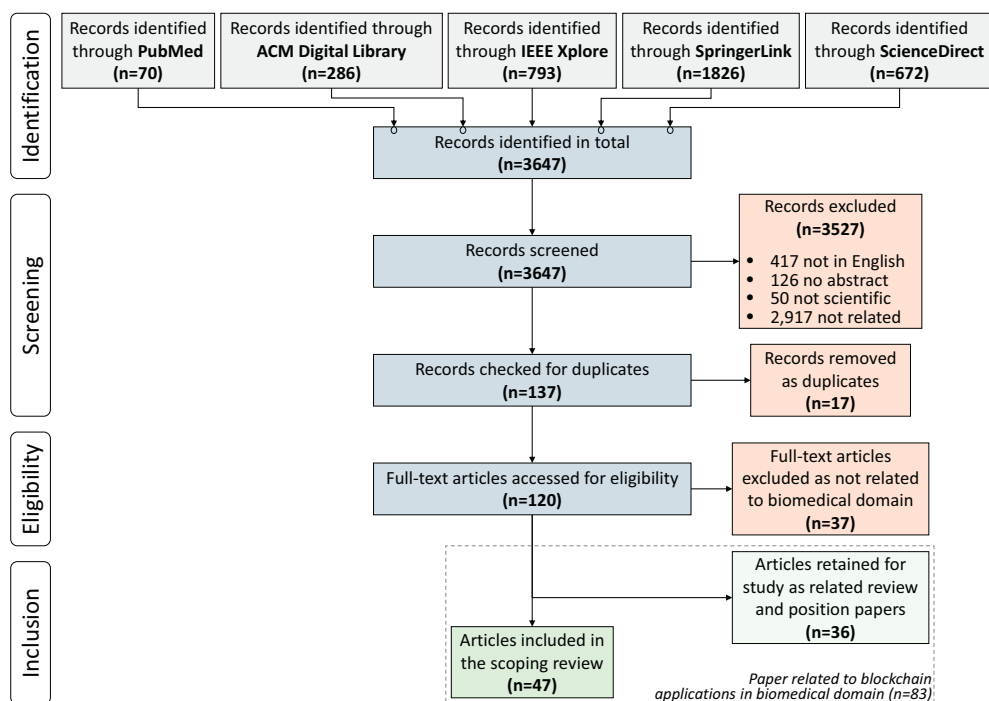 Identification
Records identified
through PubMed
(n=70)
Records identified through
ACM Digital Library
(n=286)
Records identified
through IEEE Xplore
(n=793)
Records identified
through SpringerLink
(n=1826)
Records identified
through ScienceDirect
(n=672)
Records identified in total
(n=3647)
Screening
Records screened
(n=3647)
Records excluded
(n=3527)
• 417 not in English
• 126 no abstract
• 50 not scientific
• 2,917 not related
Records checked for duplicates
(n=137)
Records removed
as duplicates
(n=17)
Eligibility
Full-text articles accessed for eligibility
(n=120)
Full-text articles
excluded as not related
to biomedical domain
(n=37)
Inclusion
Articles retained for
study as related review
and position papers
(n=36)
Articles included in
the scoping review
(n=47)
Paper related to blockchain
applications in biomedical domain (n=83)